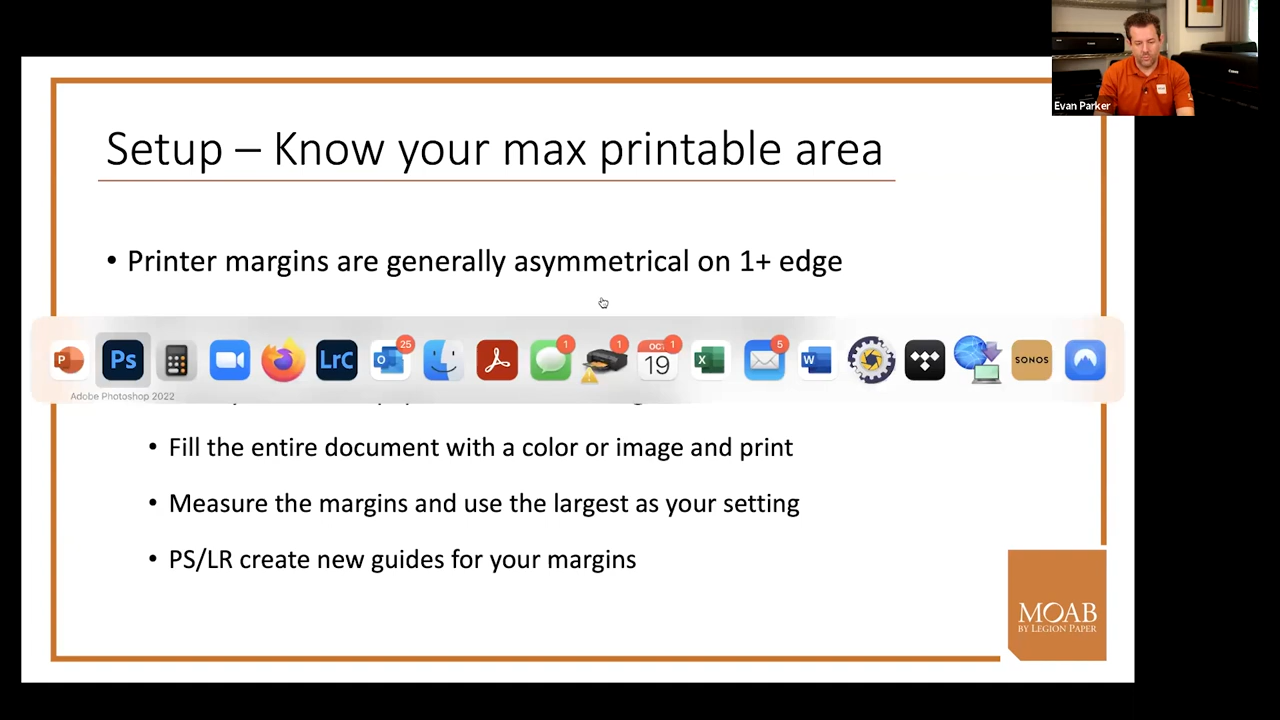 Evan Parker
Setup – Know your max printable area
• Printer margins are generally asymmetrical on 1+ edge
P
Ps
LrC
25
1
1
OCT
1
19
X
5
W
SONOS
Adobe Photoshop 2022
• Fill the entire document with a color or image and print
• Measure the margins and use the largest as your setting
• PS/LR create new guides for your margins
MOAB
BY LEGION PAPER